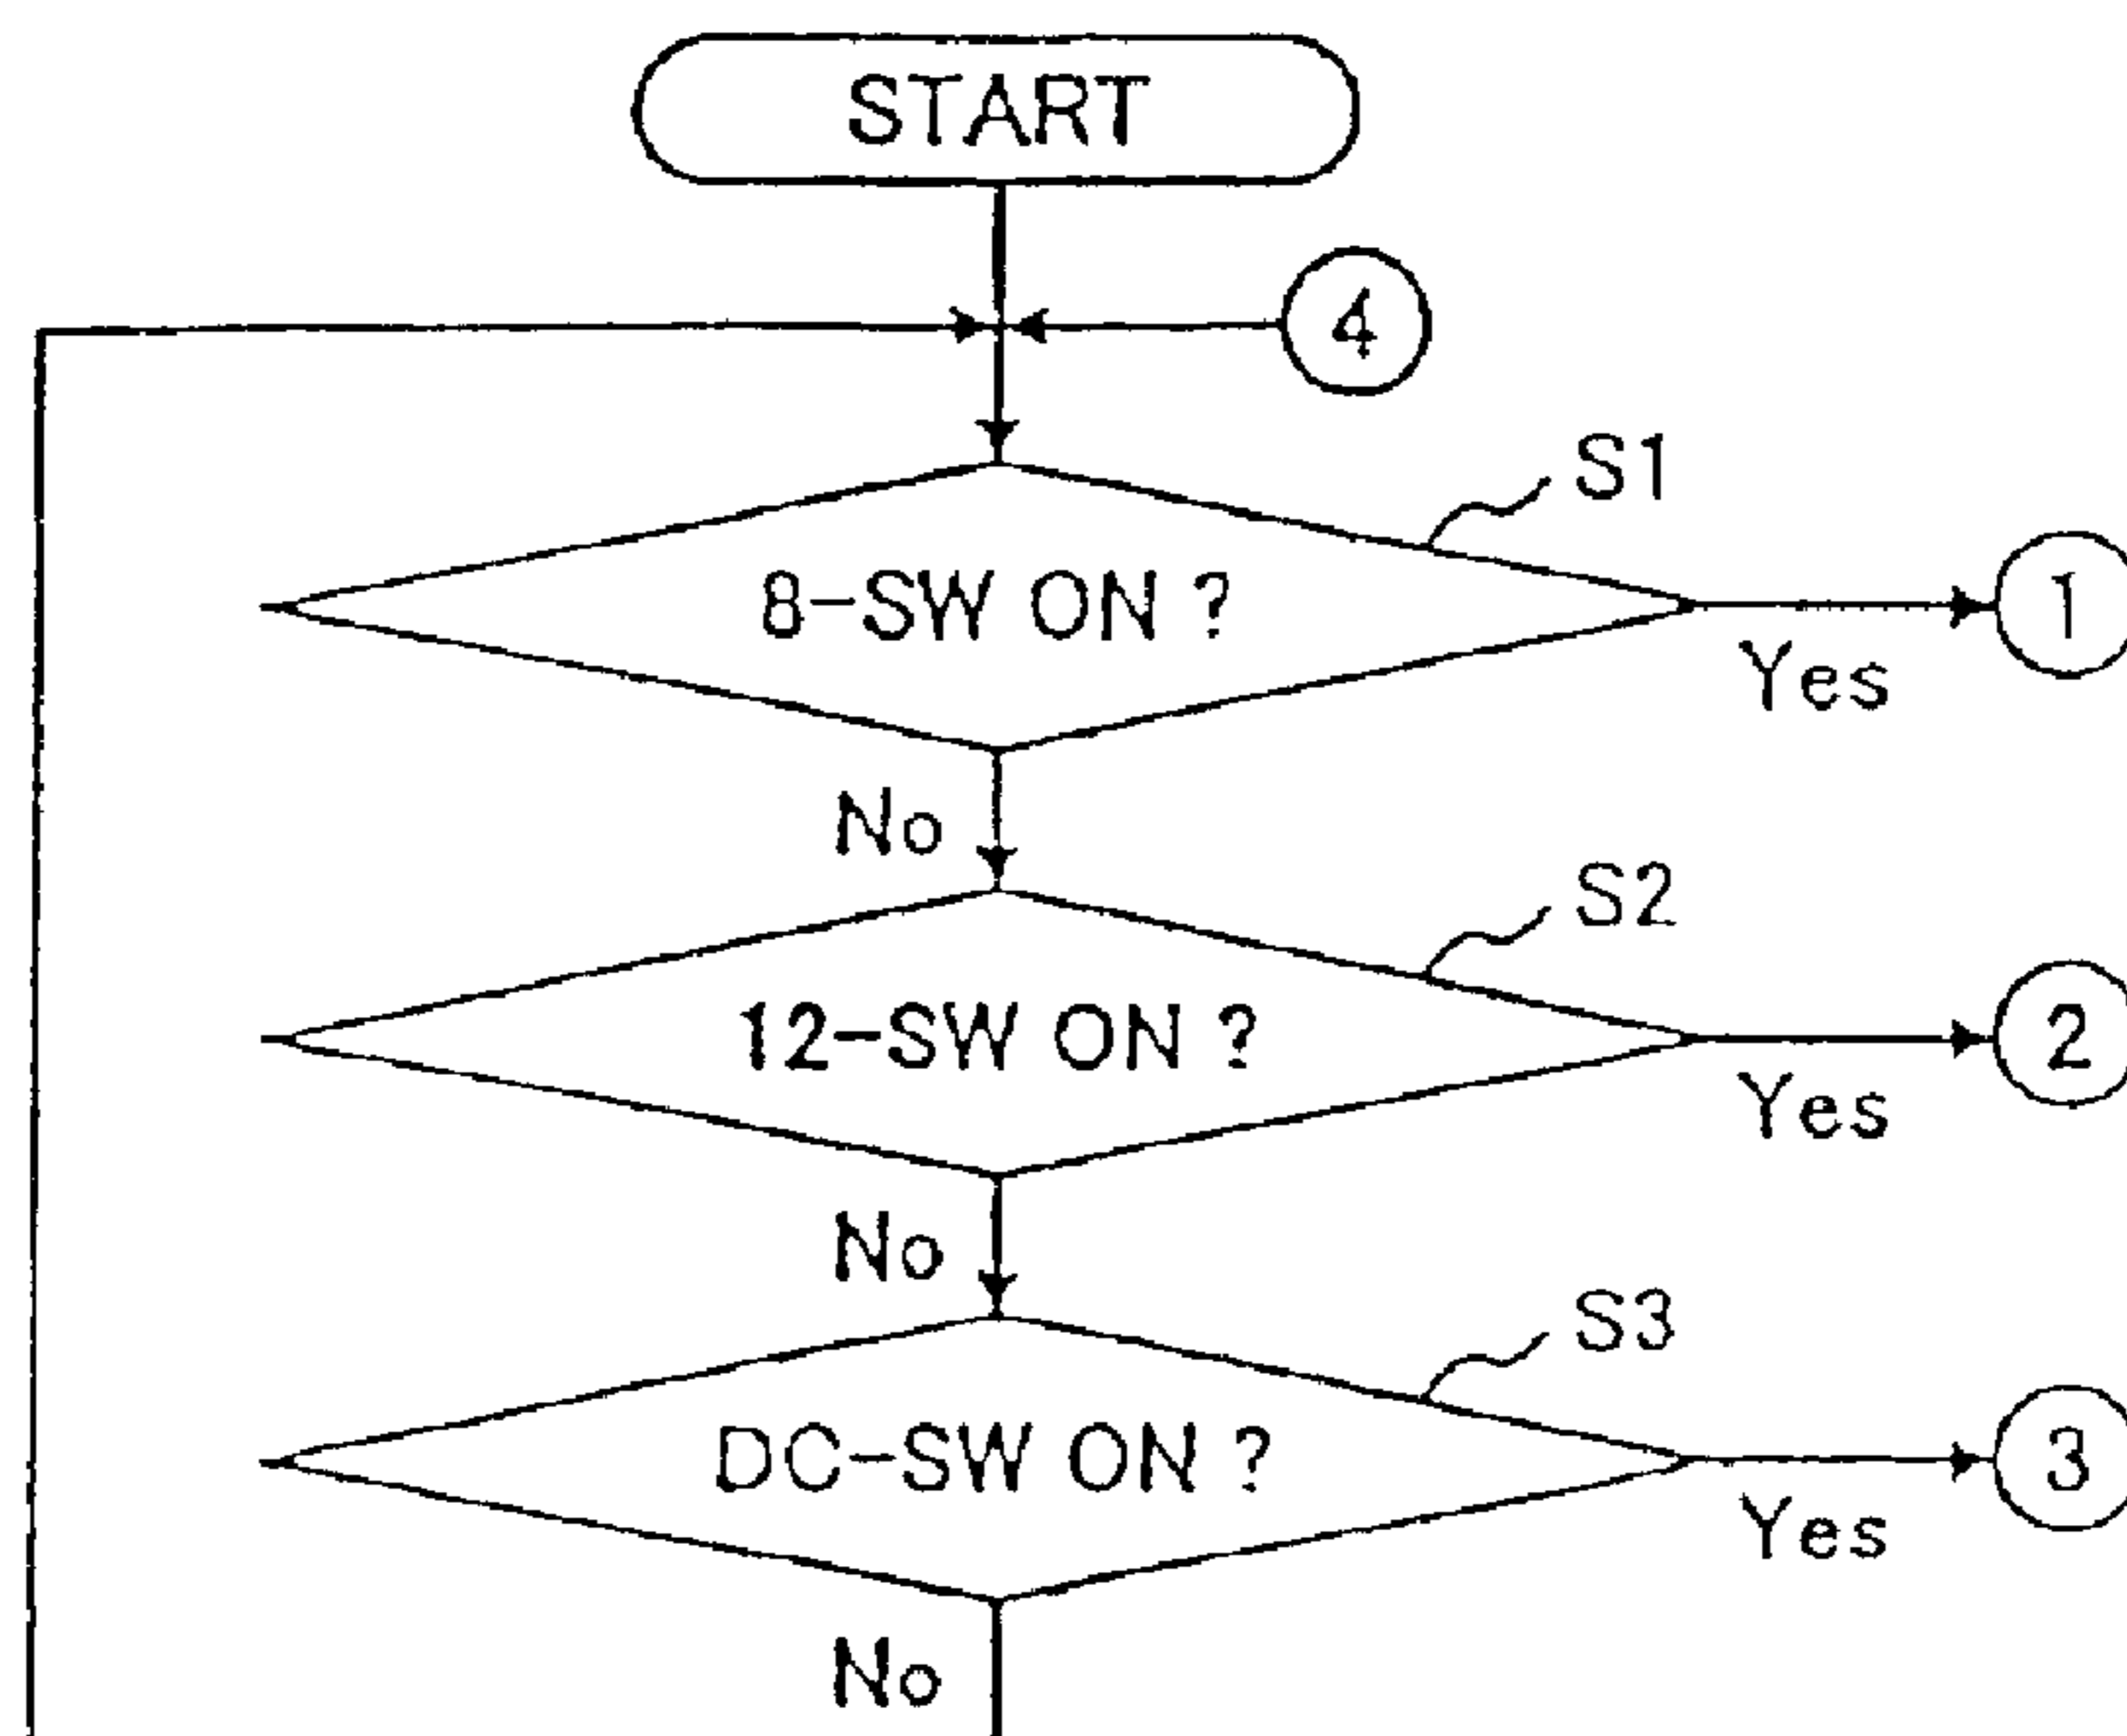 START
4
S1
8-SW ON ?
1
Yes
No
S2
12-SW ON ?
2
Yes
No
S3
DC-SW ON ?
3
Yes
No